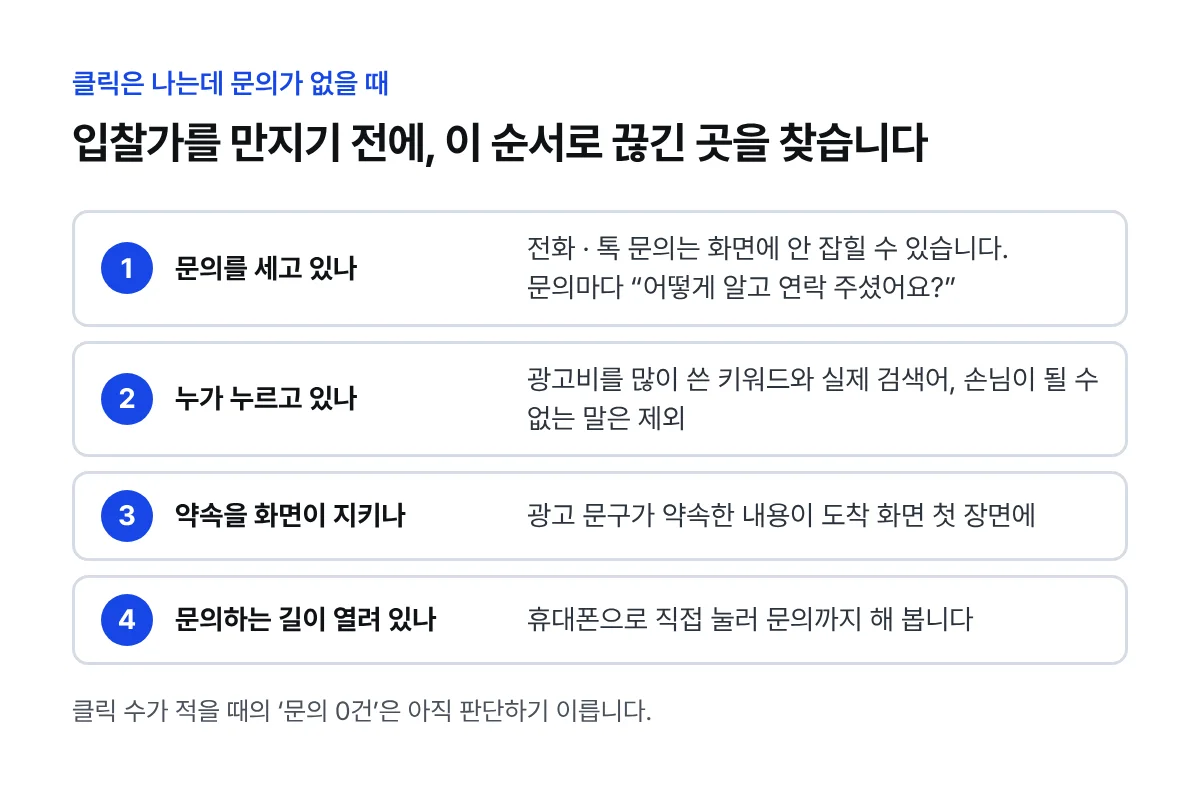 클릭은 나는데 문의가 없을 때
입찰가를 만지기 전에, 이 순서로 끊긴 곳을 찾습니다
1 문의를 세고 있나
전화 · 톡 문의는 화면에 안 잡힐 수 있습니다.
문의마다 “어떻게 알고 연락 주셨어요?”
2 누가 누르고 있나
광고비를 많이 쓴 키워드와 실제 검색어, 손님이 될 수
없는 말은 제외
3 약속을 화면이 지키나
광고 문구가 약속한 내용이 도착 화면 첫 장면에
4 문의하는 길이 열려 있나
휴대폰으로 직접 눌러 문의까지 해 봅니다
클릭 수가 적을 때의 ‘문의 0건’은 아직 판단하기 이릅니다.